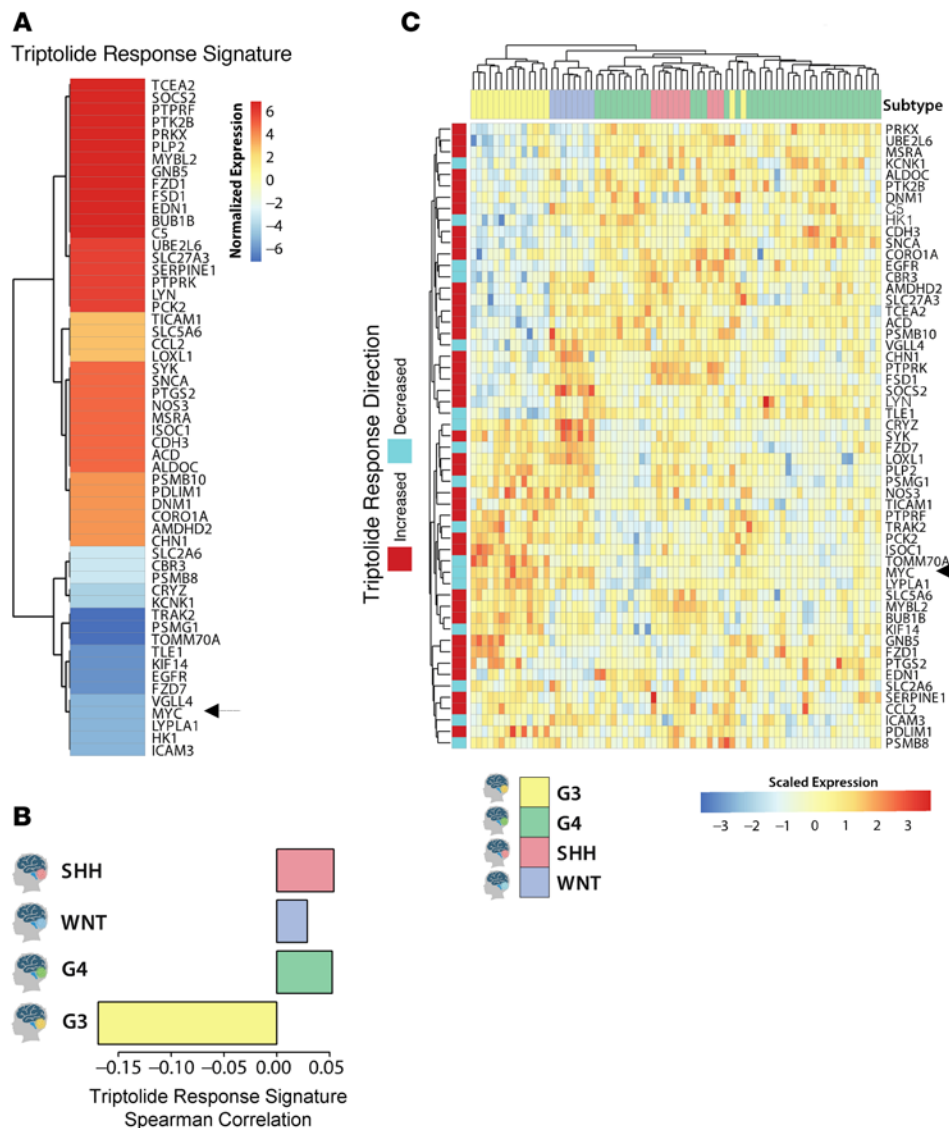 A
Triptolide Response Signature
TCEA2
SOCS2
PTPRF
PTK2B
PRKX
PLP2
MYBL2
GNB5
FZD1
FSD1
EDN1
BUB1B
C5
UBE2L6
SLC27A3
SERPINE1
PTPRK
LYN
PCK2
TICAM1
SLC5A6
CCL2
LOXL1
SYK
SNCA
PTGS2
NOS3
MSRA
ISOC1
CDH3
ACD
ALDOC
PSMB10
PDLIM1
DNM1
CORO1A
AMDHD2
CHN1
SLC2A6
CBR3
PSMB8
CRYZ
KCNK1
TRAK2
PSMG1
TOMM70A
TLE1
KIF14
EGFR
FZD7
VGLL4
MYC
LYPLA1
HK1
ICAM3
Normalized Expression
6
4
2
0
−2
−4
−6
B
SHH
WNT
G4
G3
−0.15
−0.10
−0.05
0.00
0.05
Triptolide Response Signature
Spearman Correlation
C
Subtype
Triptolide Response Direction
Increased
Decreased
PRKX
UBE2L6
MSRA
KCNK1
ALDOC
PTK2B
DNM1
C5
HK1
CDH3
SNCA
CORO1A
EGFR
CBR3
AMDHD2
SLC27A3
TCEA2
ACD
PSMB10
VGLL4
CHN1
PTPRK
FSD1
SOCS2
LYN
TLE1
CRYZ
SYK
FZD7
LOXL1
PLP2
PSMG1
NOS3
TICAM1
PTPRF
TRAK2
PCK2
ISOC1
TOMM70A
MYC
LYPLA1
SLC5A6
MYBL2
BUB1B
KIF14
GNB5
FZD1
PTGS2
EDN1
SLC2A6
SERPINE1
CCL2
ICAM3
PDLIM1
PSMB8
G3
G4
SHH
WNT
Scaled Expression
−3
−2
−1
0
1
2
3